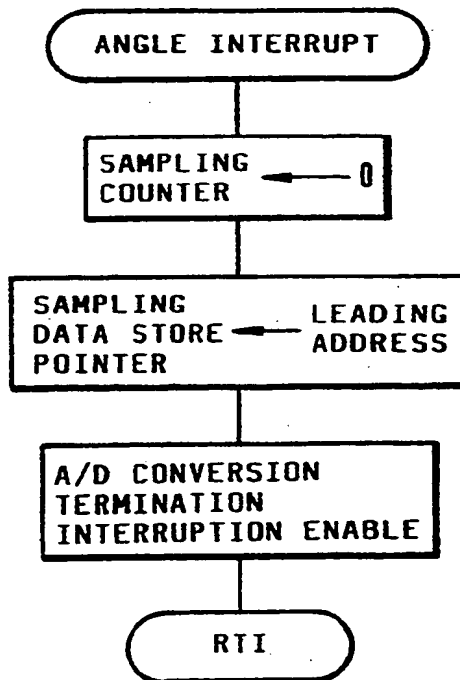 ANGLE INTERRUPT
SAMPLING
COUNTER ← 0
SAMPLING
DATA STORE ← LEADING
POINTER ADDRESS
A/D CONVERSION
TERMINATION
INTERRUPTION ENABLE
RTI